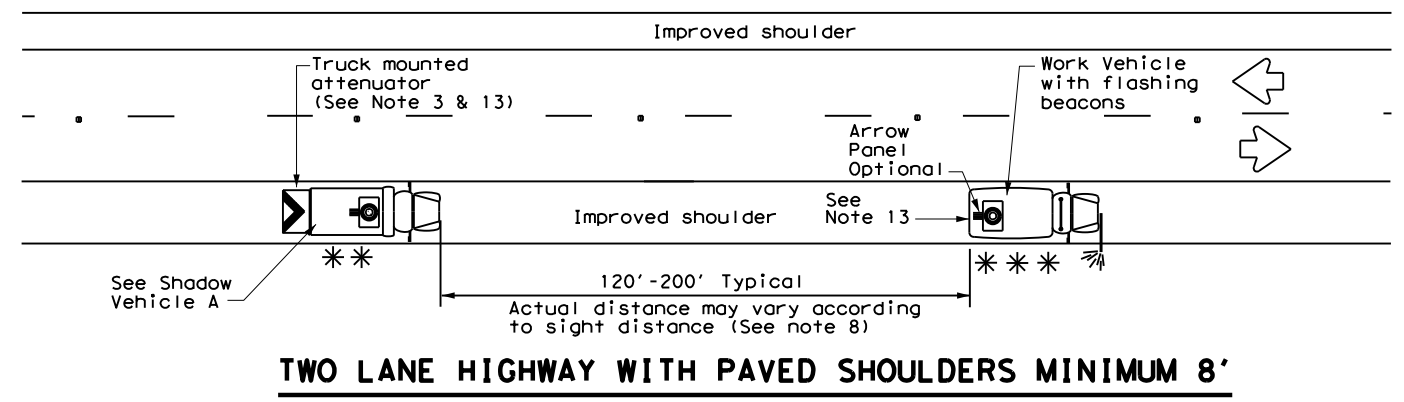 Improved shoulder
Truck mounted
attenuator
(See Note 3 & 13)
Work Vehicle
with flashing
beacons
Arrow
Panel
Optional
See
Note 13
Improved shoulder
See Shadow
Vehicle A
** 
***
120'-200' Typical
Actual distance may vary according
to sight distance (See note 8)
TWO LANE HIGHWAY WITH PAVED SHOULDERS MINIMUM 8'